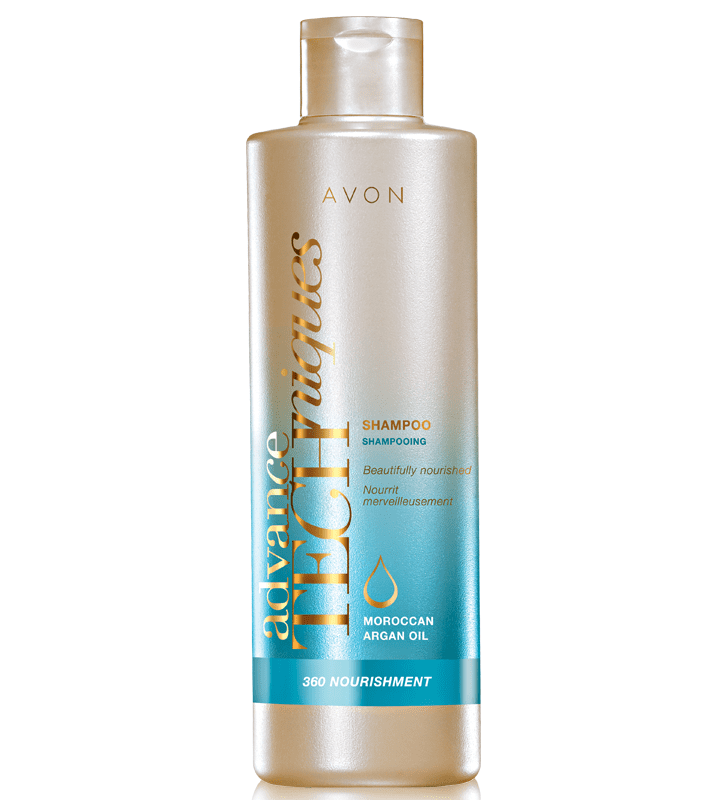 AVON
advance
TECHniques
SHAMPOO
SHAMPOOING
Beautifully nourished
Nourrit
merveilleusement
MOROCCAN
ARGAN OIL
360 NOURISHMENT